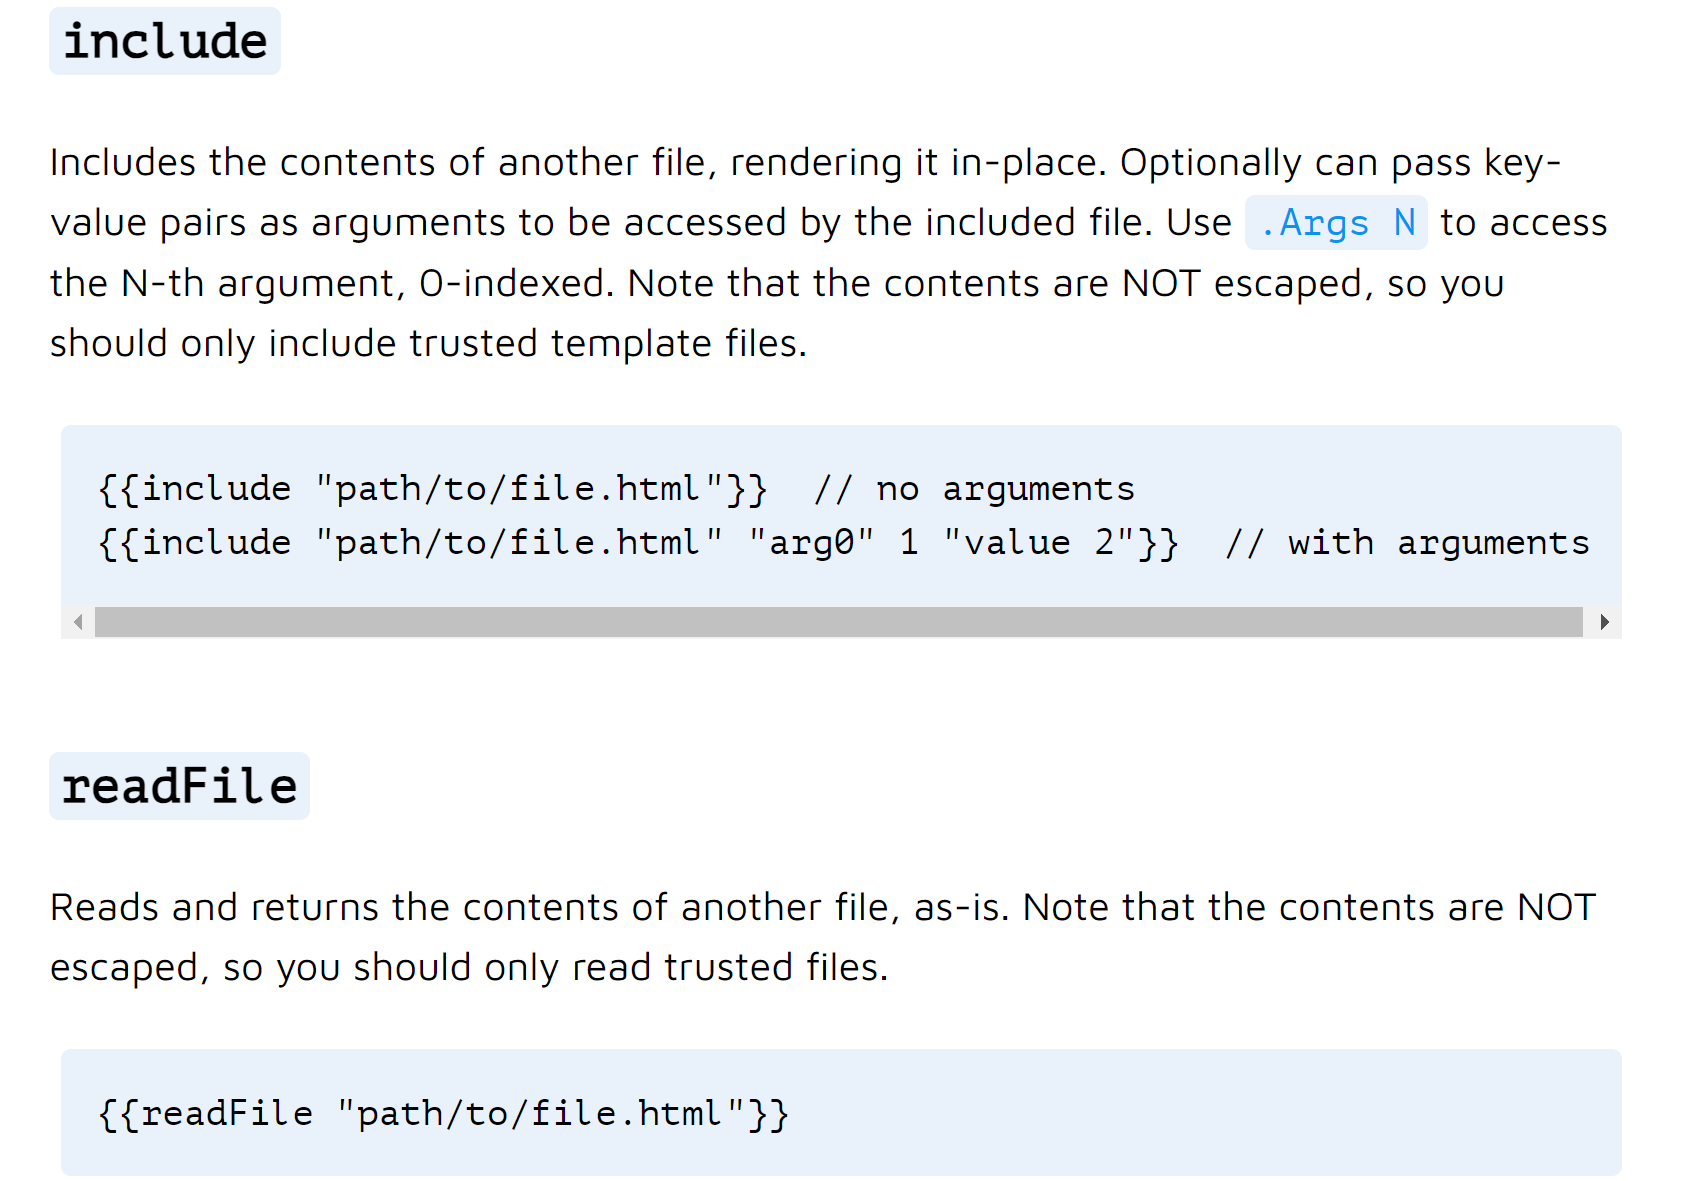 include
Includes the contents of another file, rendering it in-place. Optionally can pass key-
value pairs as arguments to be accessed by the included file. Use .Args N to access
the N-th argument, 0-indexed. Note that the contents are NOT escaped, so you
should only include trusted template files.
{{include "path/to/file.html"}}  // no arguments
{{include "path/to/file.html" "arg0" 1 "value 2"}}  // with arguments
readFile
Reads and returns the contents of another file, as-is. Note that the contents are NOT
escaped, so you should only read trusted files.
{{readFile "path/to/file.html"}}